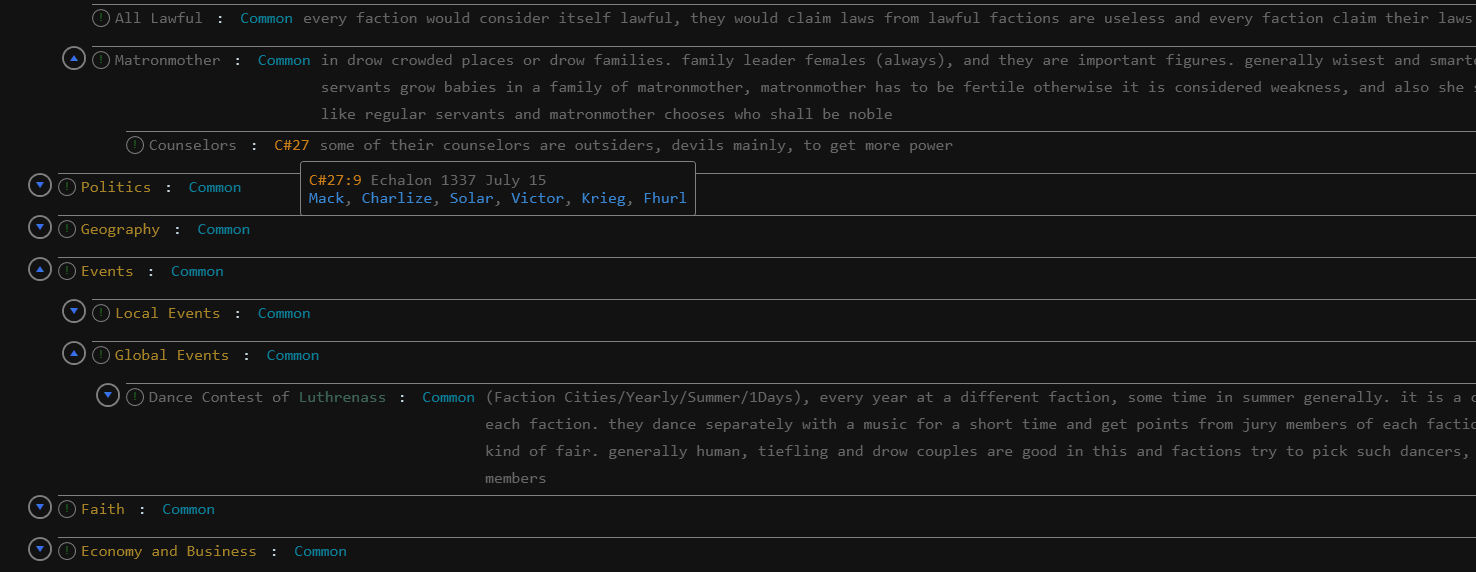 All Lawful : Common every faction would consider itself lawful, they would claim laws from lawful factions are useless and every faction claim their laws
Matronmother : Common in drow crowded places or drow families. family leader females (always), and they are important figures. generally wisest and
servants grow babies in a family of matronmother, matronmother has to be fertile otherwise it is considered weakness, and also she
like regular servants and matronmother chooses who shall be noble
Counselors : C#27 some of their counselors are outsiders, devils mainly, to get more power
C#27:9 Echalon 1337 July 15
Mack, Charlize, Solar, Victor, Krieg, Fhurl
Politics : Common
Geography : Common
Events : Common
Local Events : Common
Global Events : Common
Dance Contest of Luthrenass : Common (Faction Cities/Yearly/Summer/1Days), every year at a different faction, some time in summer generally. it is a
each faction. they dance separately with a music for a short time and get points from jury members of each
kind of fair. generally human, tiefling and drow couples are good in this and factions try to pick such dancers,
members
Faith : Common
Economy and Business : Common